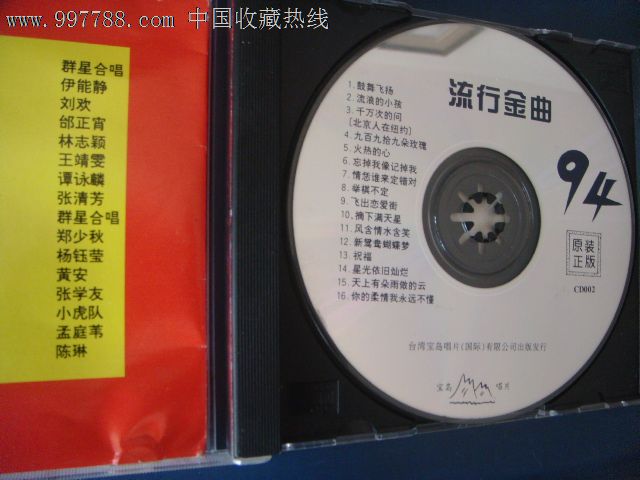 www.997788.com 中国收藏热线
群星合唱
伊能静
刘欢
邰正宵
林志颖
王靖雯
谭咏麟
张清芳
群星合唱
郑少秋
杨钰莹
黄安
张学友
小虎队
孟庭苇
陈琳
流行金曲
94
1. 鼓舞飞扬
2. 流浪的小孩
3. 千万次的问
(北京人在纽约)
4. 九百九拾九朵玫瑰
5. 火热的心
6. 忘掉我像记掉我
7. 情怨谁来定错对
8. 举棋不定
9. 飞出恋爱街
10. 摘下满天星
11. 风含情水含笑
12. 新鸳鸯蝴蝶梦
13. 祝福
14. 星光依旧灿烂
15. 天上有朵雨做的云
16. 你的柔情我永远不懂
原装
正版
CD002
台湾宝岛唱片(国际)有限公司出版发行
宝岛 唱片